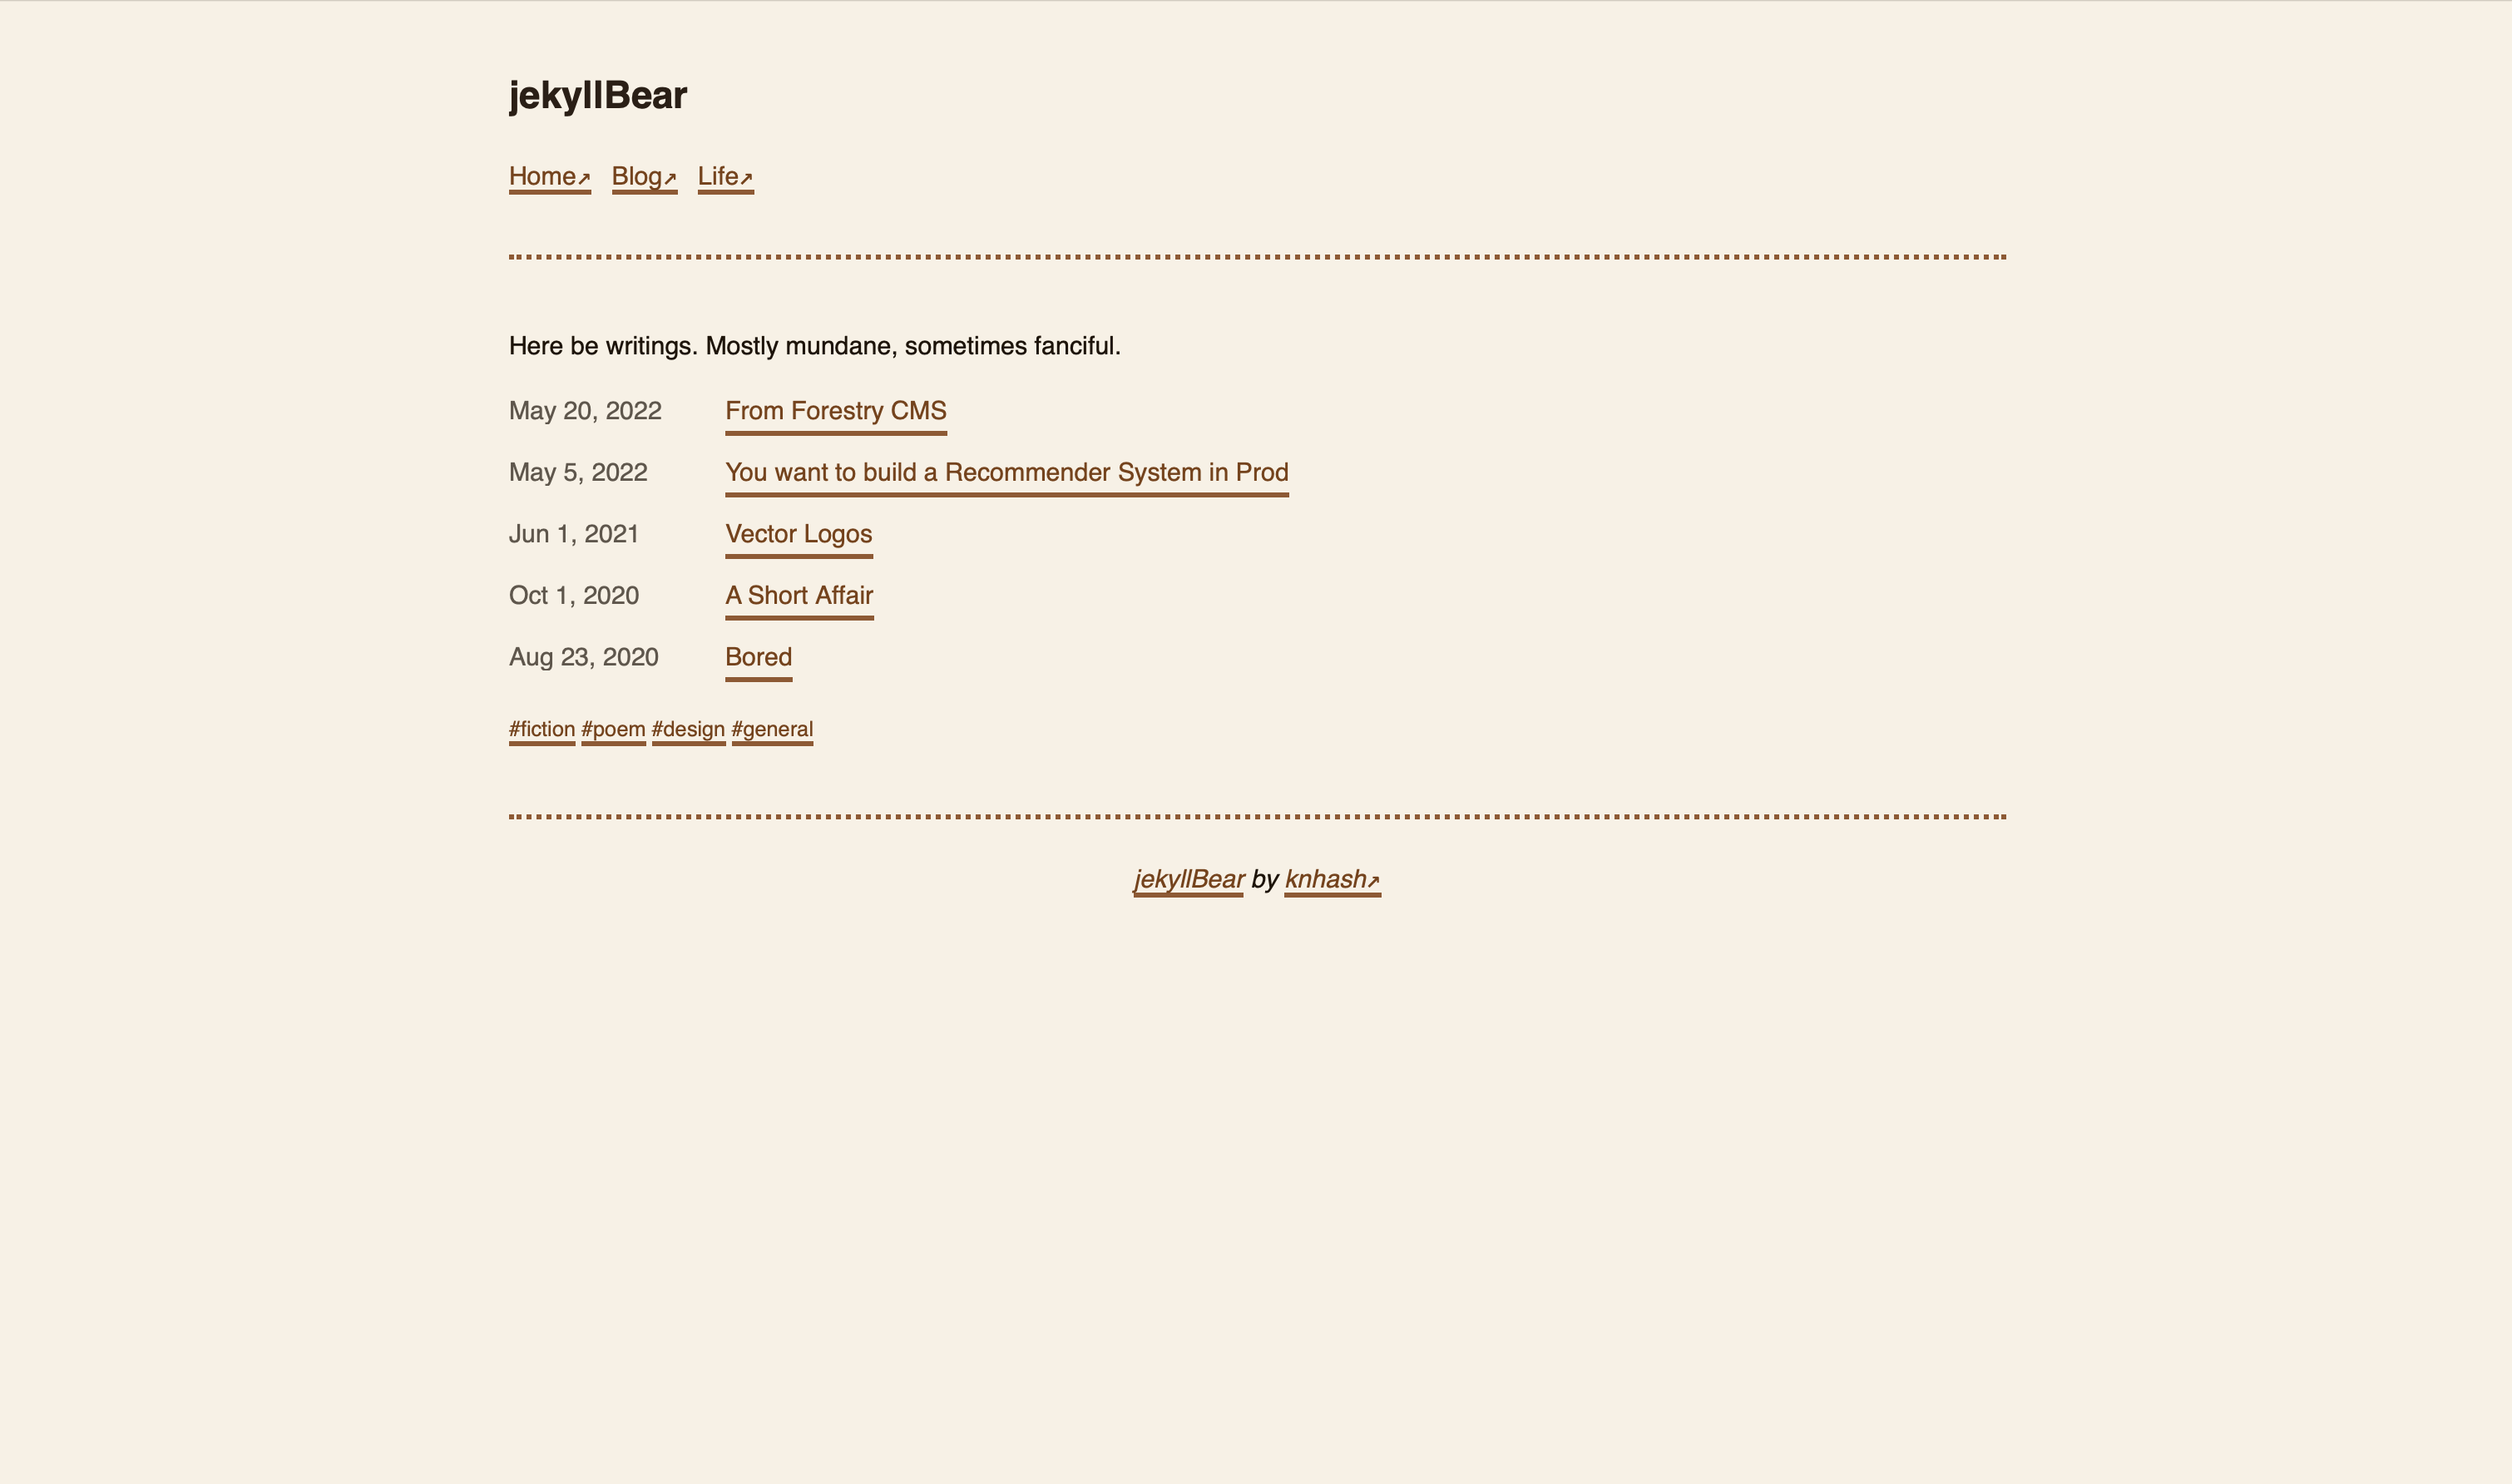 jekyllBear
Home↗ Blog↗ Life↗
Here be writings. Mostly mundane, sometimes fanciful.
May 20, 2022 From Forestry CMS
May 5, 2022 You want to build a Recommender System in Prod
Jun 1, 2021 Vector Logos
Oct 1, 2020 A Short Affair
Aug 23, 2020 Bored
#fiction #poem #design #general
jekyllBear by knhash↗